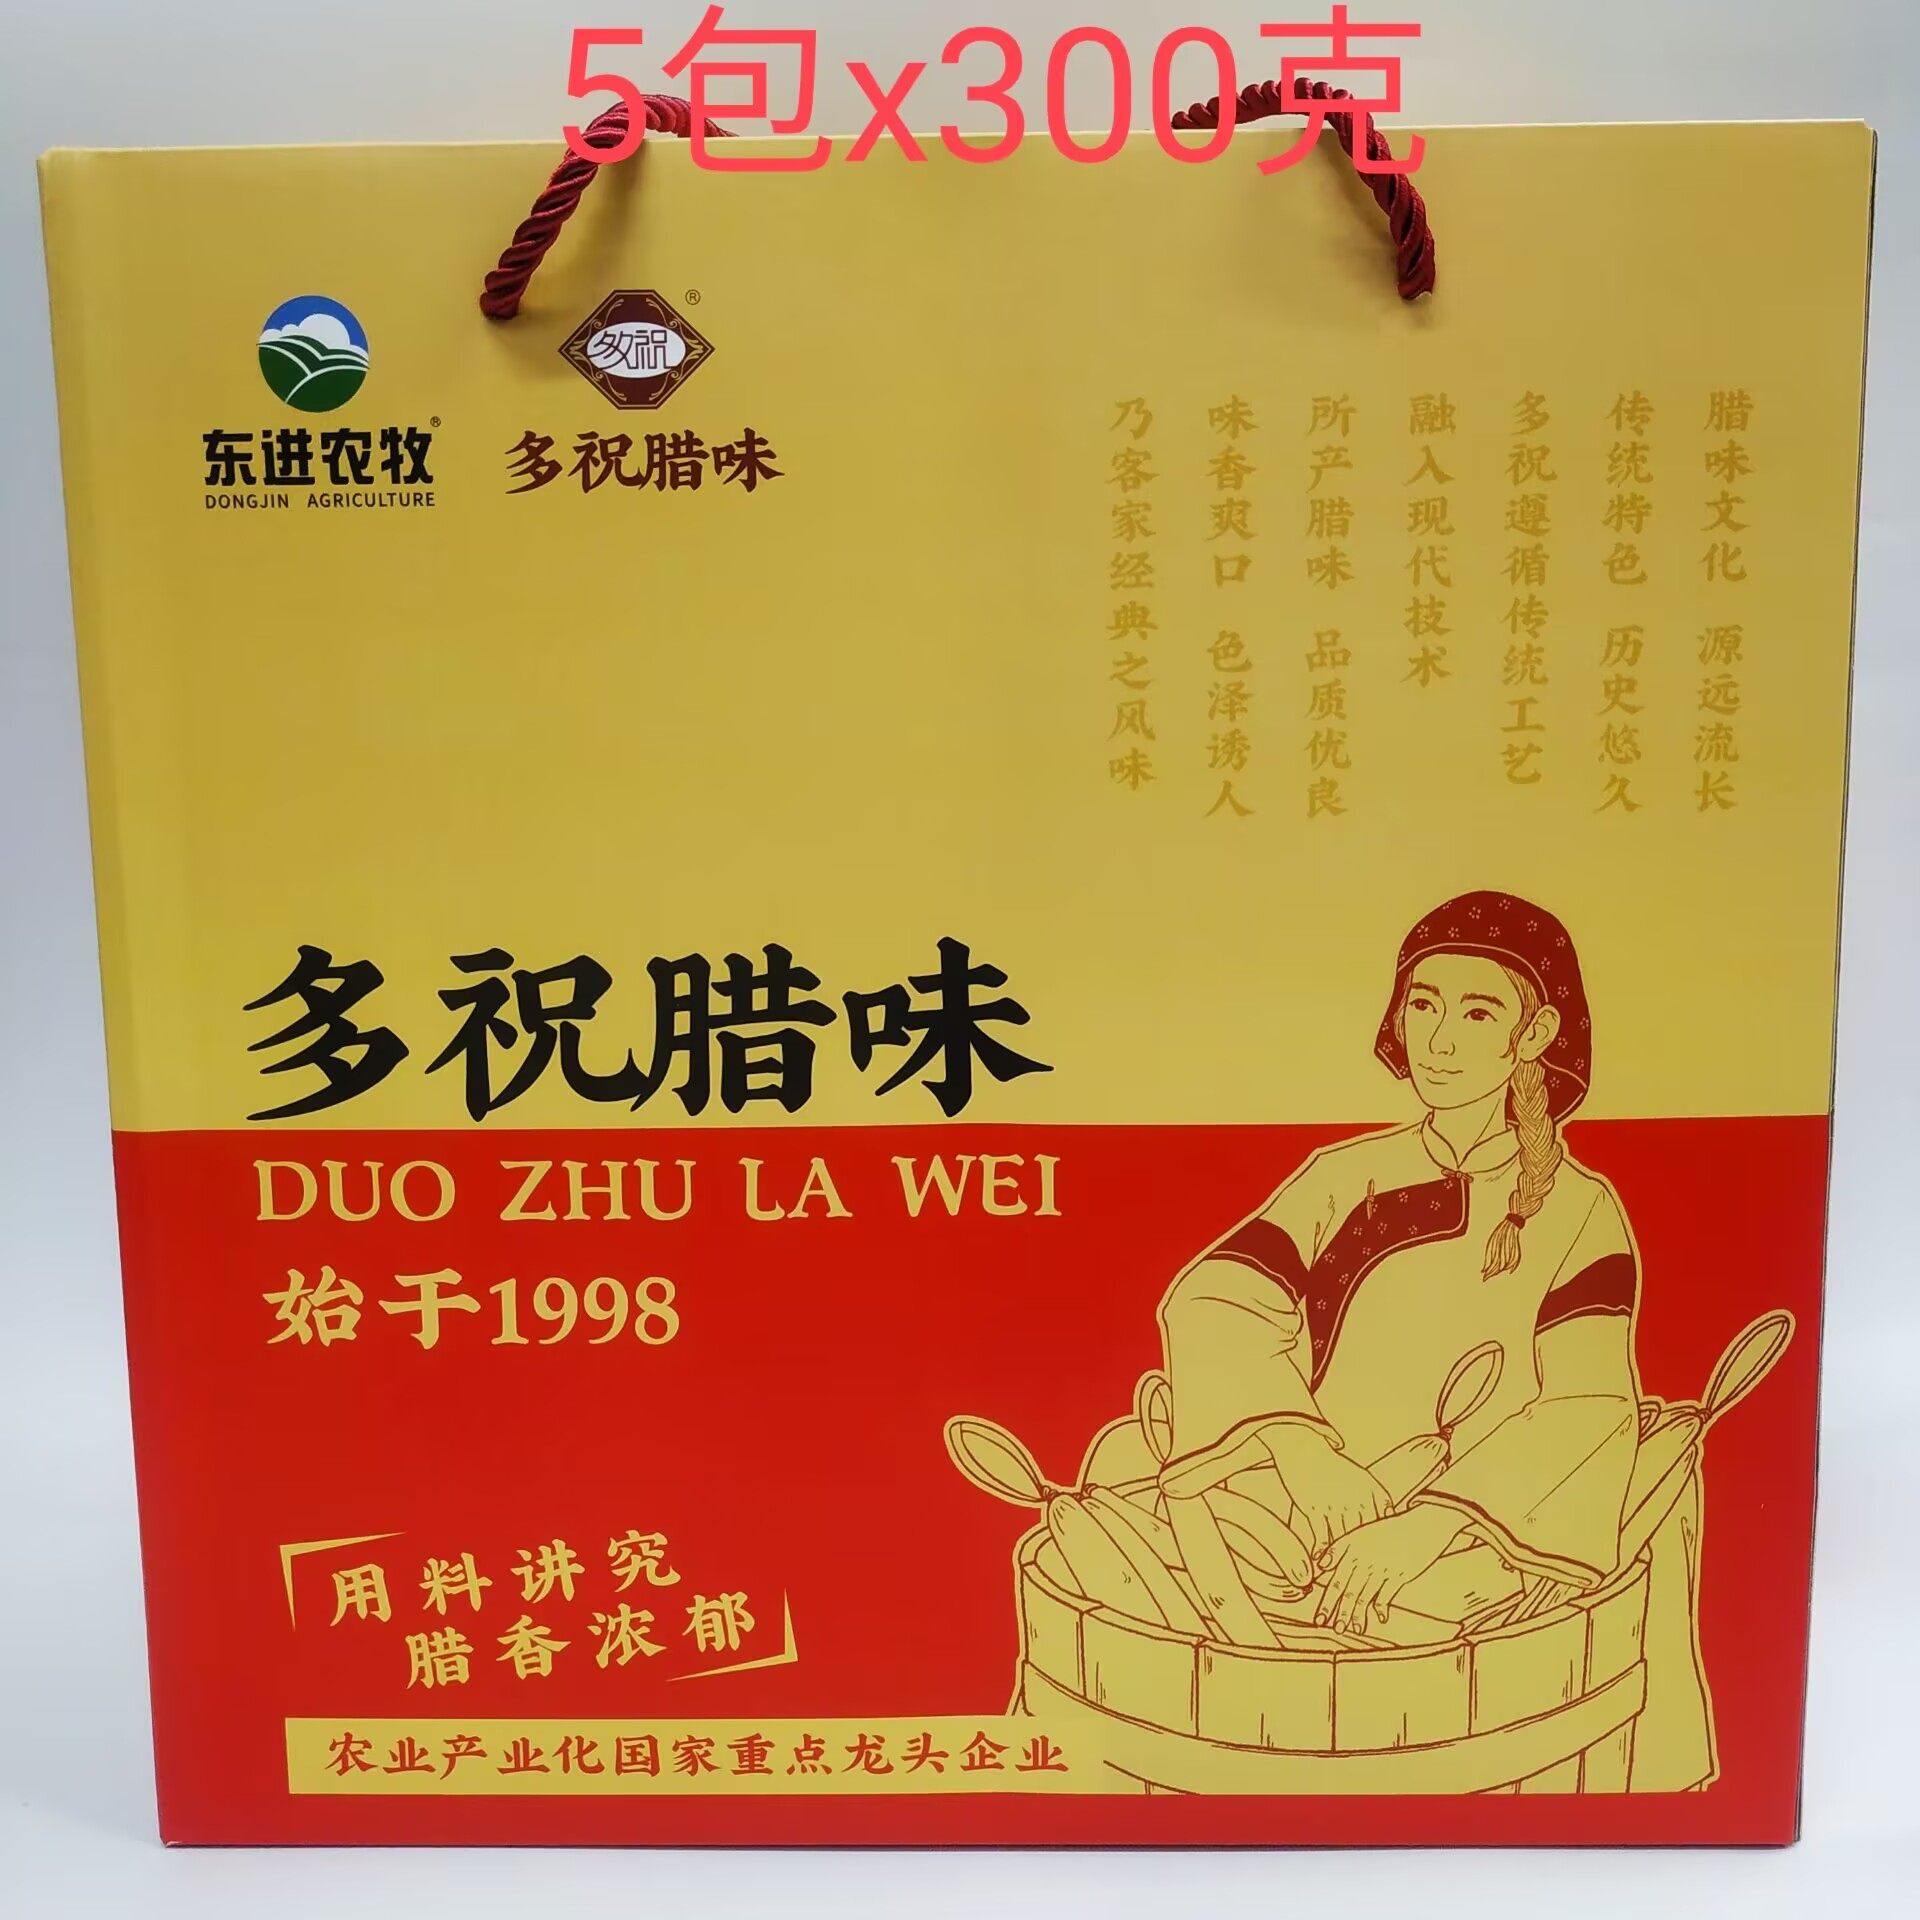 5包x300克
东进农牧®
DONGJIN AGRICULTURE
多祝®
多祝腊味
腊味文化 源远流长
传统特色 历史悠久
多祝遵循传统工艺
融入现代技术
所产腊味 品质优良
味香爽口 色泽诱人
乃客家经典之风味
多祝腊味
DUO ZHU LA WEI
始于1998
用料讲究
腊香浓郁
农业产业化国家重点龙头企业